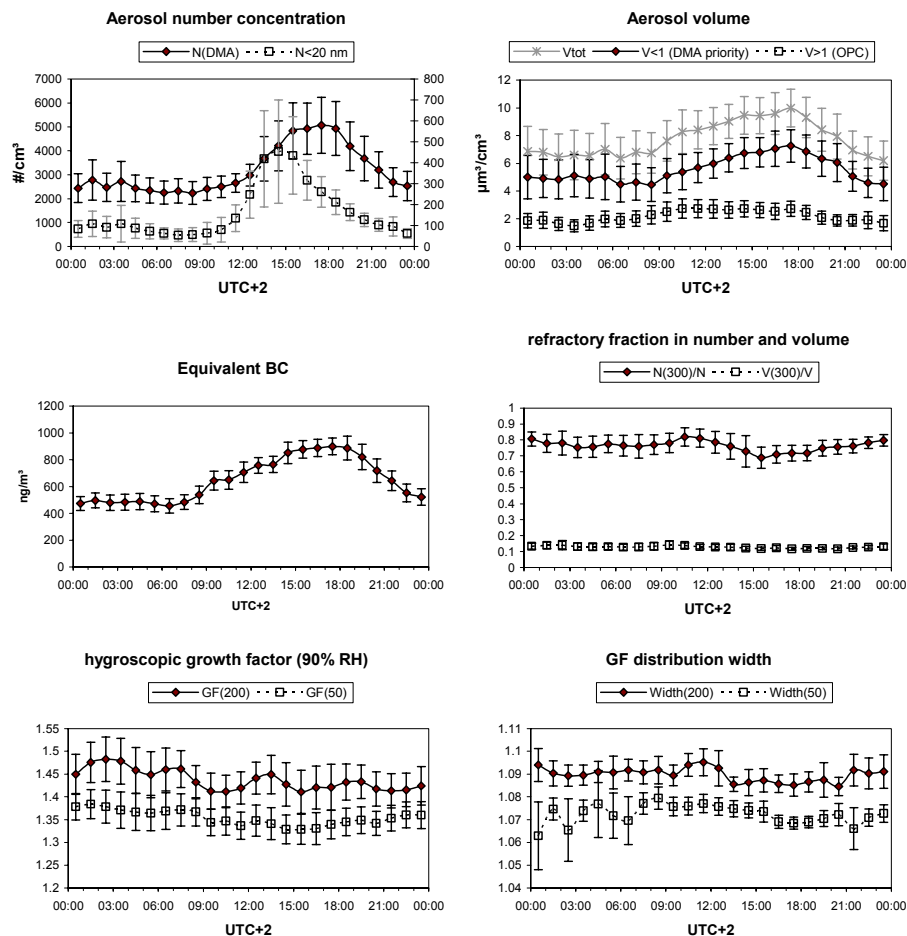 Aerosol number concentration
N(DMA) N<20 nm
7000
6000
5000
4000
3000
2000
1000
0
800
700
600
500
400
300
200
100
0
#/cm³
00:00 03:00 06:00 09:00 12:00 15:00 18:00 21:00 00:00
UTC+2
Aerosol volume
Vtot V<1 (DMA priority) V>1 (OPC)
12
10
8
6
4
2
0
µm³/cm³
00:00 03:00 06:00 09:00 12:00 15:00 18:00 21:00 00:00
UTC+2
Equivalent BC
1200
1000
800
600
400
200
0
ng/m³
00:00 03:00 06:00 09:00 12:00 15:00 18:00 21:00 00:00
UTC+2
refractory fraction in number and volume
N(300)/N V(300)/V
1
0.9
0.8
0.7
0.6
0.5
0.4
0.3
0.2
0.1
0
00:00 03:00 06:00 09:00 12:00 15:00 18:00 21:00 00:00
UTC+2
hygroscopic growth factor (90% RH)
GF(200) GF(50)
1.55
1.5
1.45
1.4
1.35
1.3
1.25
1.2
00:00 03:00 06:00 09:00 12:00 15:00 18:00 21:00 00:00
UTC+2
GF distribution width
Width(200) Width(50)
1.11
1.10
1.09
1.08
1.07
1.06
1.05
1.04
00:00 03:00 06:00 09:00 12:00 15:00 18:00 21:00 00:00
UTC+2